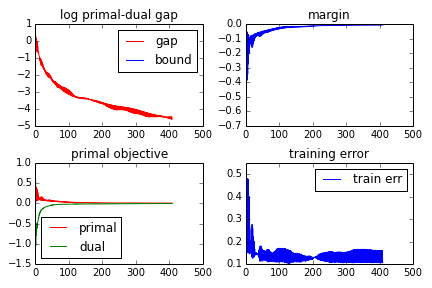 log primal-dual gap
1
0
−1
−2
−3
−4
−5
0 100 200 300 400 500
gap
bound
margin
0.0
−0.1
−0.2
−0.3
−0.4
−0.5
−0.6
−0.7
0 100 200 300 400 500
primal objective
1.0
0.5
0.0
−0.5
−1.0
−1.5
0 100 200 300 400 500
primal
dual
training error
0.5
0.4
0.3
0.2
0.1
0 100 200 300 400 500
train err